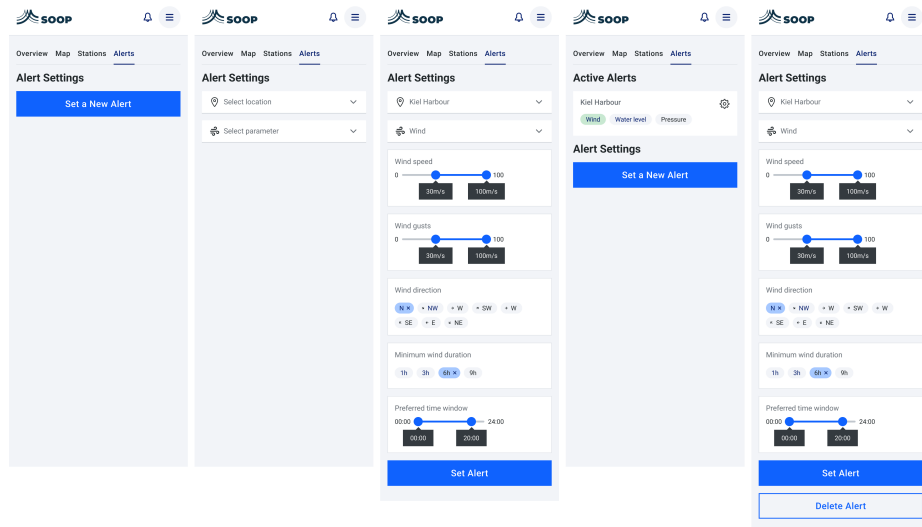 SOOP
Overview Map Stations Alerts
Alert Settings
Set a New Alert
SOOP
Overview Map Stations Alerts
Alert Settings
Select location
Select parameter
SOOP
Overview Map Stations Alerts
Alert Settings
Kiel Harbour
Wind
Wind speed
0 100
30m/s 100m/s
Wind gusts
0 100
30m/s 100m/s
Wind direction
N × NW W SW W
SE E NE
Minimum wind duration
1h 3h 6h × 9h
Preferred time window
00:00 24:00
00:00 20:00
Set Alert
SOOP
Overview Map Stations Alerts
Active Alerts
Kiel Harbour
Wind Water level Pressure
Alert Settings
Set a New Alert
SOOP
Overview Map Stations Alerts
Alert Settings
Kiel Harbour
Wind
Wind speed
0 100
30m/s 100m/s
Wind gusts
0 100
30m/s 100m/s
Wind direction
N × NW W SW W
SE E NE
Minimum wind duration
1h 3h 6h × 9h
Preferred time window
00:00 24:00
00:00 20:00
Set Alert
Delete Alert